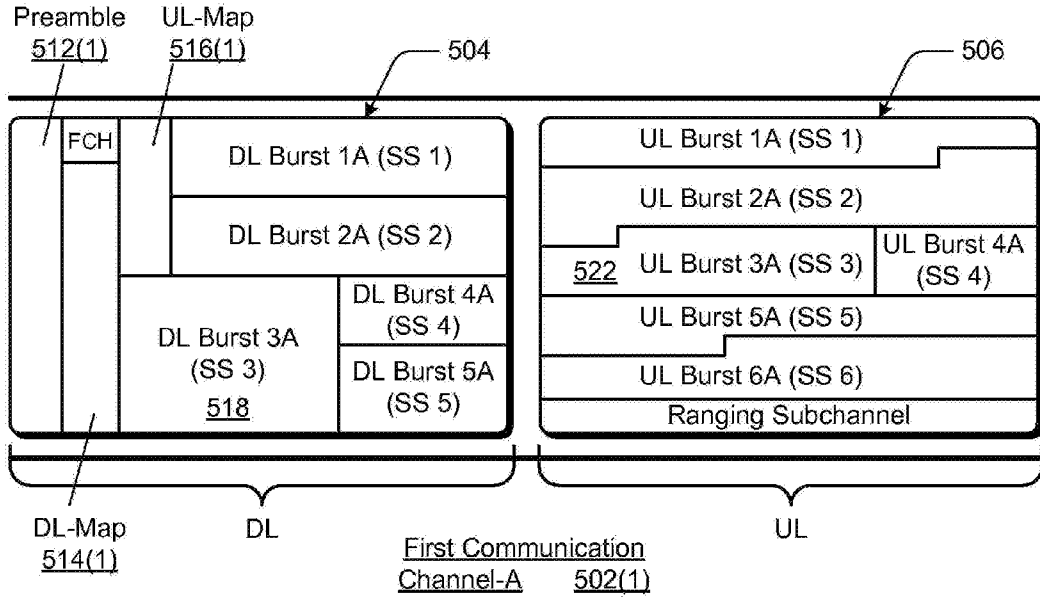 Preamble
512(1)
UL-Map
516(1)
504
506
FCH
DL Burst 1A (SS 1)
DL Burst 2A (SS 2)
DL Burst 3A
(SS 3)
518
DL Burst 4A
(SS 4)
DL Burst 5A
(SS 5)
UL Burst 1A (SS 1)
UL Burst 2A (SS 2)
522
UL Burst 3A (SS 3)
UL Burst 4A
(SS 4)
UL Burst 5A (SS 5)
UL Burst 6A (SS 6)
Ranging Subchannel
DL-Map
514(1)
DL
UL
First Communication
Channel-A 502(1)